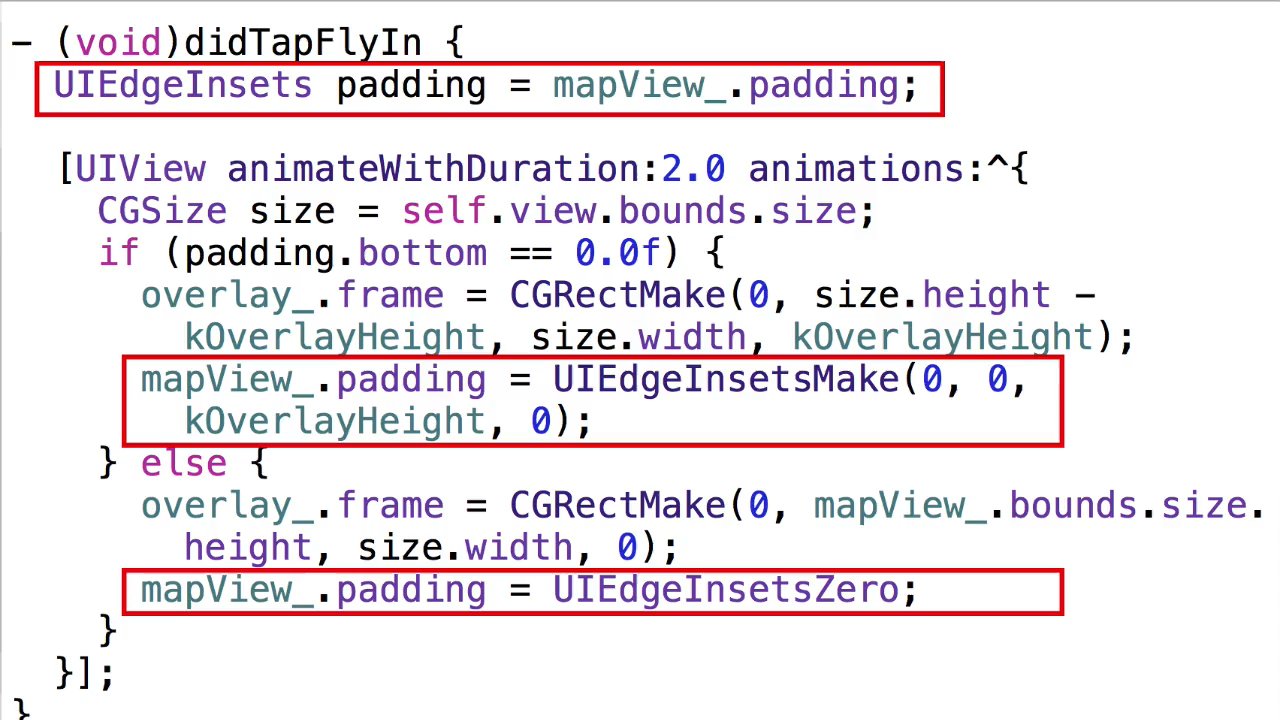 - (void)didTapFlyIn {
UIEdgeInsets padding = mapView_.padding;
[UIView animateWithDuration:2.0 animations:^{
CGSize size = self.view.bounds.size;
if (padding.bottom == 0.0f) {
overlay_.frame = CGRectMake(0, size.height -
kOverlayHeight, size.width, kOverlayHeight);
mapView_.padding = UIEdgeInsetsMake(0, 0,
kOverlayHeight, 0);
} else {
overlay_.frame = CGRectMake(0, mapView_.bounds.size.
height, size.width, 0);
mapView_.padding = UIEdgeInsetsZero;
}
}];
}